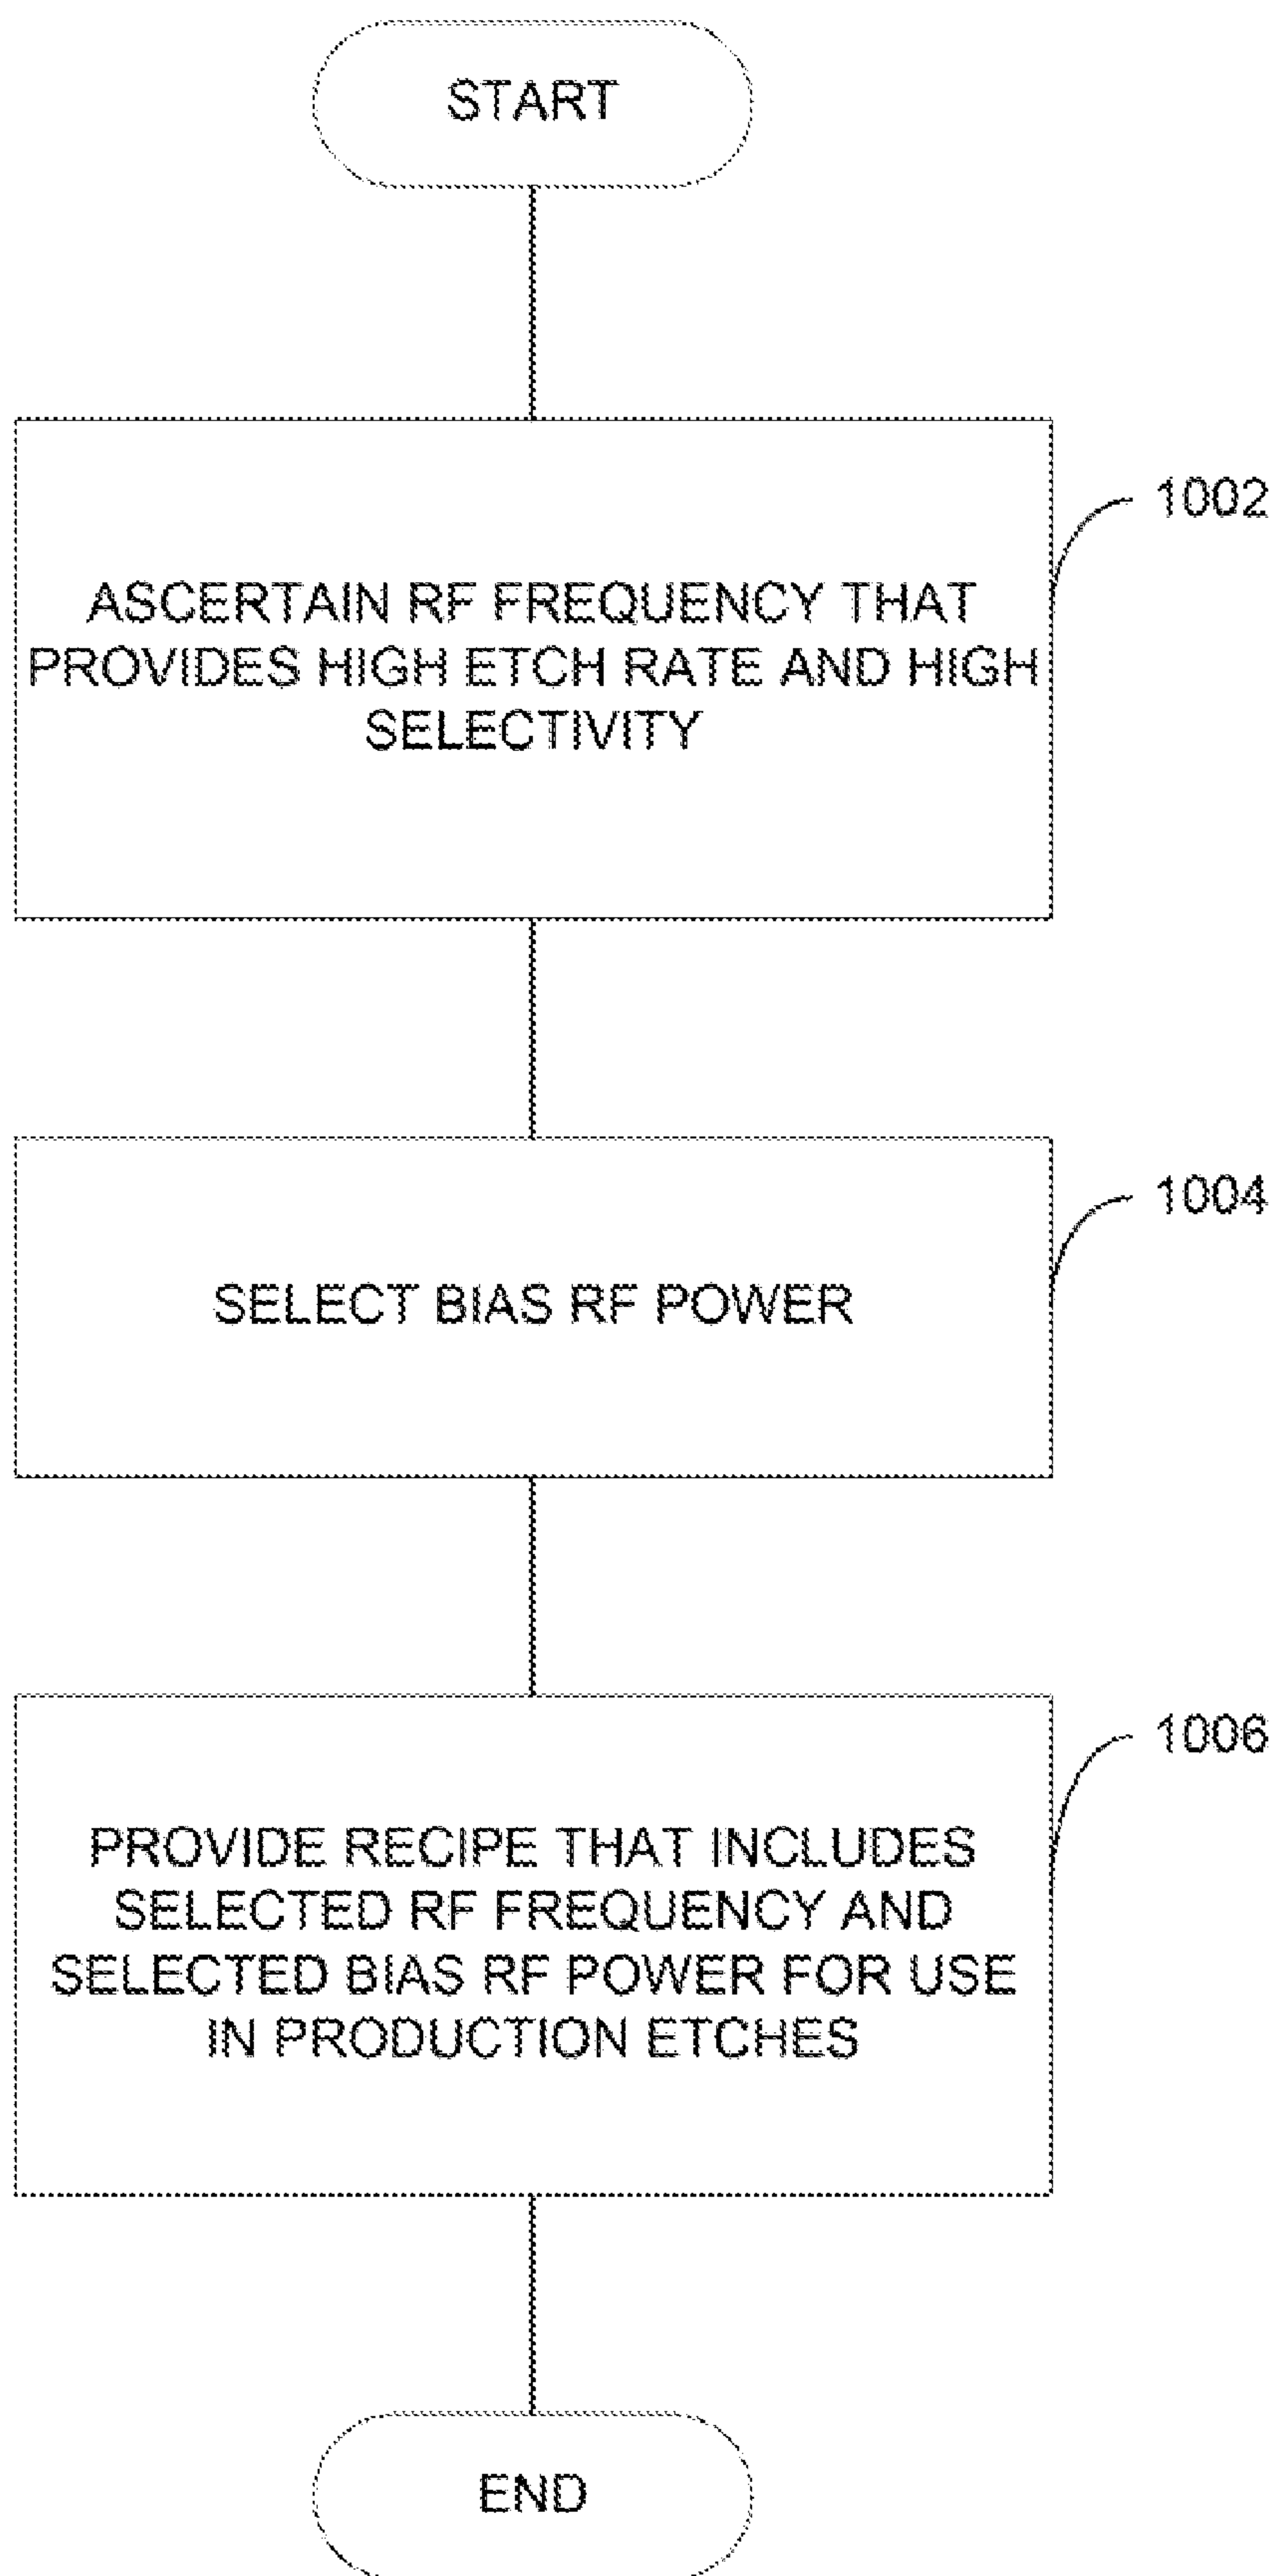 START
1002
ASCERTAIN RF FREQUENCY THAT
PROVIDES HIGH ETCH RATE AND HIGH
SELECTIVITY
1004
SELECT BIAS RF POWER
1006
PROVIDE RECIPE THAT INCLUDES
SELECTED RF FREQUENCY AND
SELECTED BIAS RF POWER FOR USE
IN PRODUCTION ETCHES
END